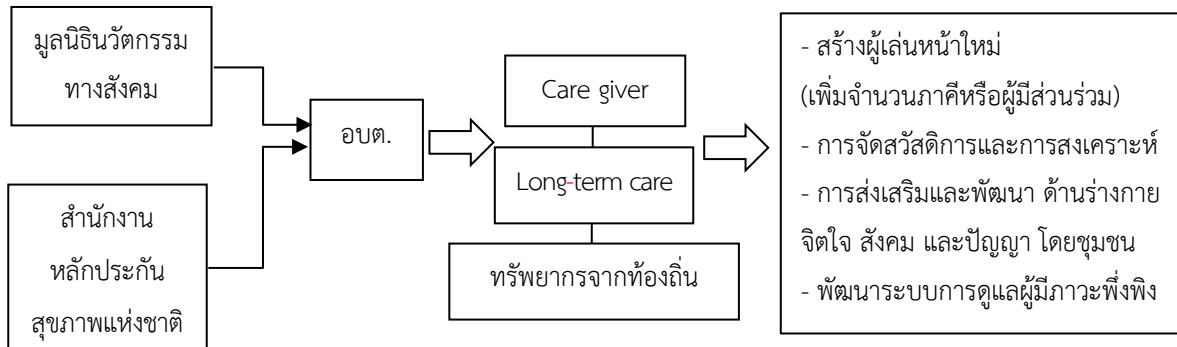 มูลนิธินวัตกรรม
ทางสังคม
สำนักงาน
หลักประกัน
สุขภาพแห่งชาติ
อบต.
Care giver
Long-term care
ทรัพยากรจากท้องถิ่น
- สร้างผู้เล่นหน้าใหม่
(เพิ่มจำนวนภาคีหรือผู้มีส่วนร่วม)
- การจัดสวัสดิการและการสงเคราะห์
- การส่งเสริมและพัฒนา ด้านร่างกาย
จิตใจ สังคม และปัญญา โดยชุมชน
- พัฒนาระบบการดูแลผู้มีภาวะพึ่งพิง